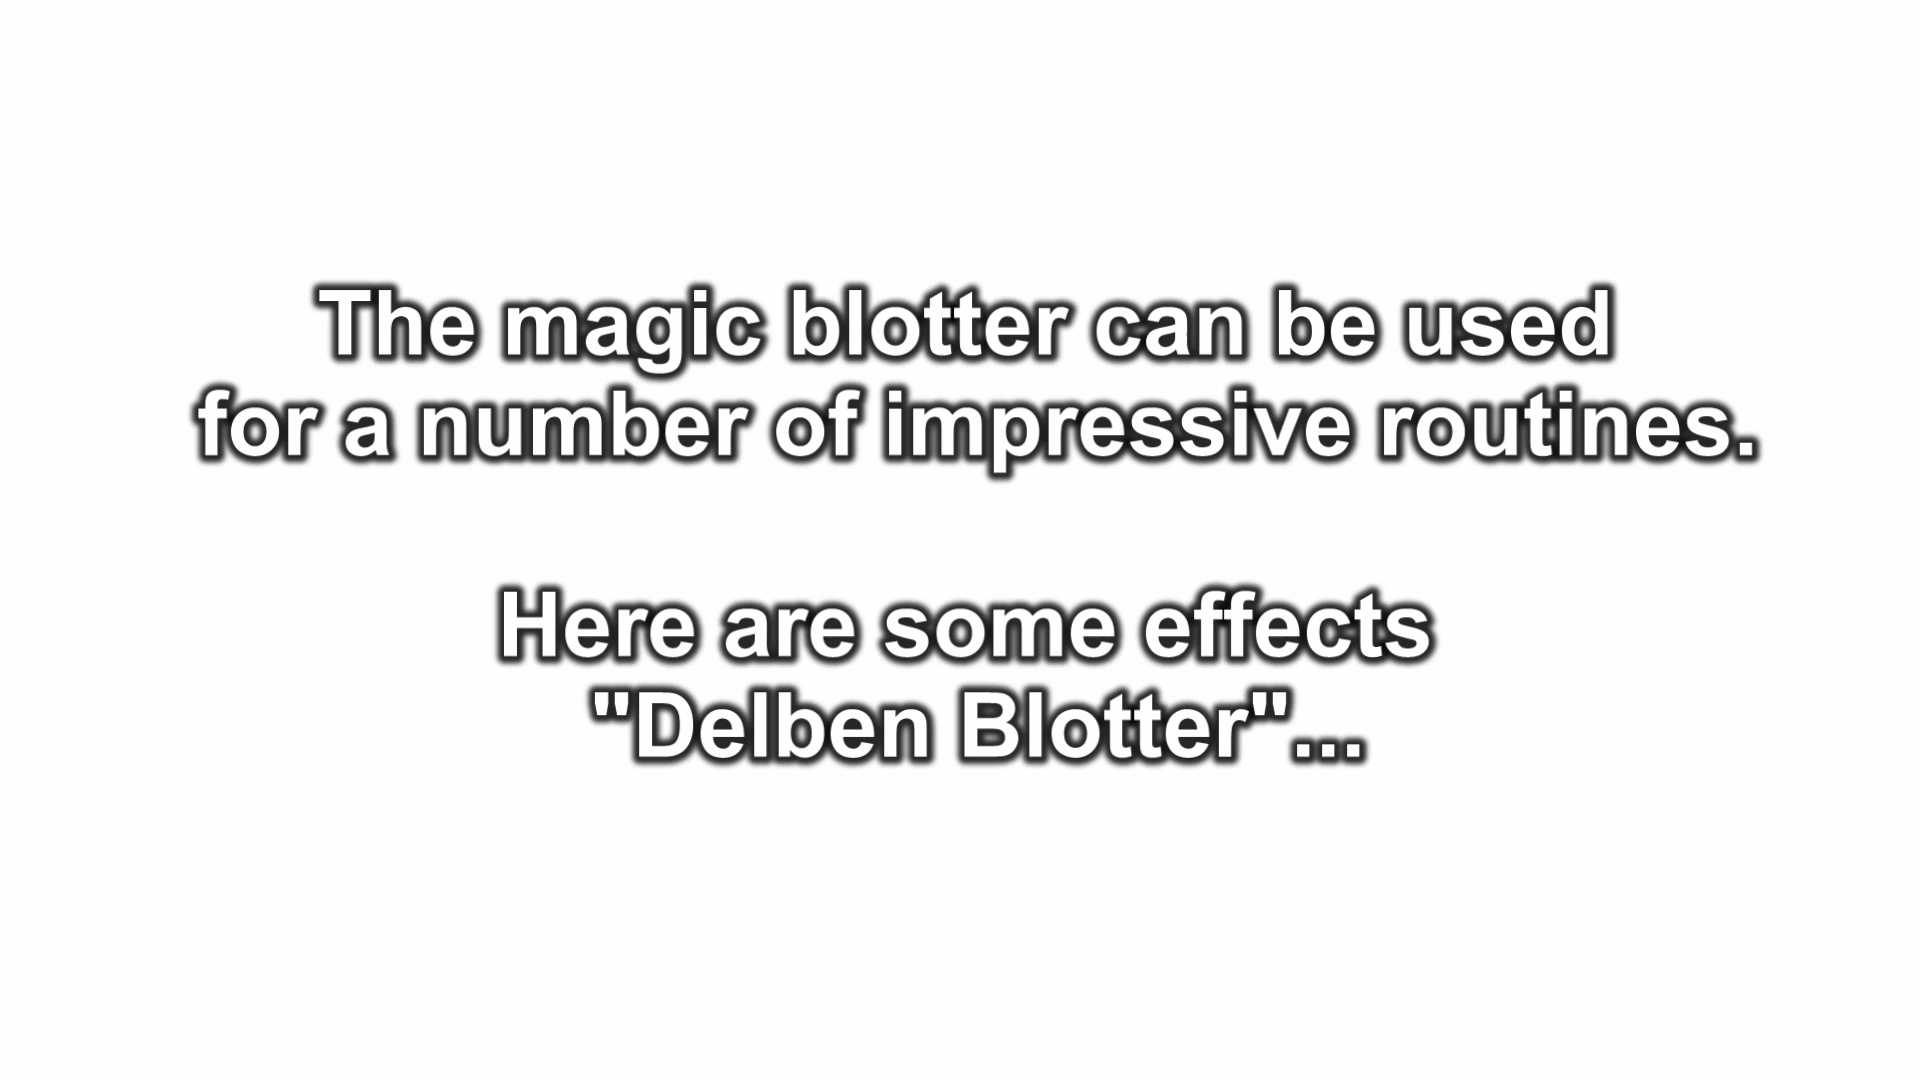 The magic blotter can be used
for a number of impressive routines.
Here are some effects
"Delben Blotter"...